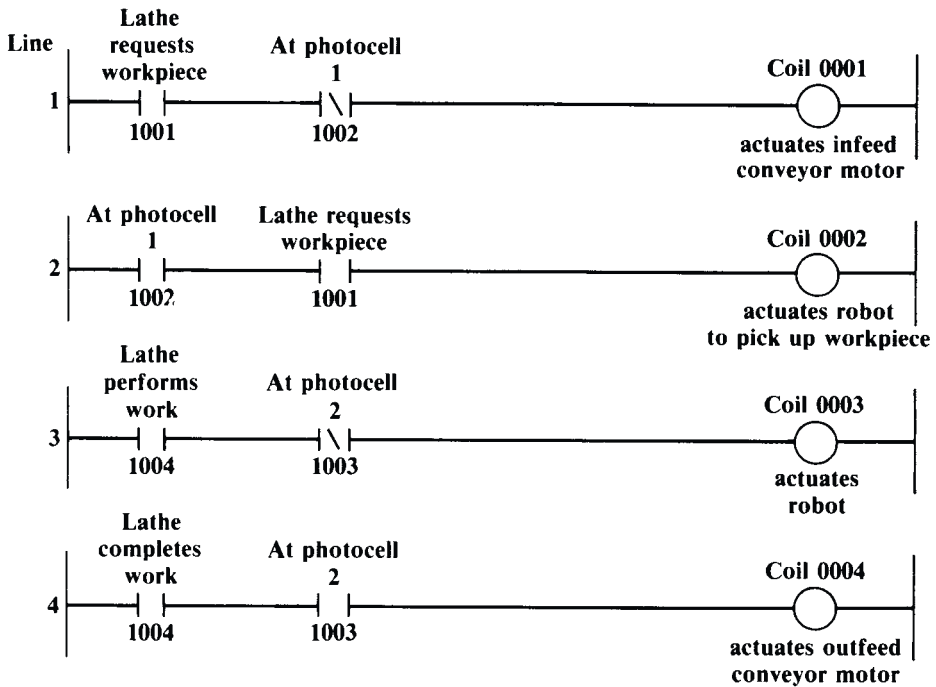 Line
Lathe
requests
workpiece
At photocell
1
Coil 0001
1
1001
1002
actuates infeed
conveyor motor
At photocell
1
Lathe requests
workpiece
Coil 0002
2
1002
1001
actuates robot
to pick up workpiece
Lathe
performs
work
At photocell
2
Coil 0003
3
1004
1003
actuates
robot
Lathe
completes
work
At photocell
2
Coil 0004
4
1004
1003
actuates outfeed
conveyor motor